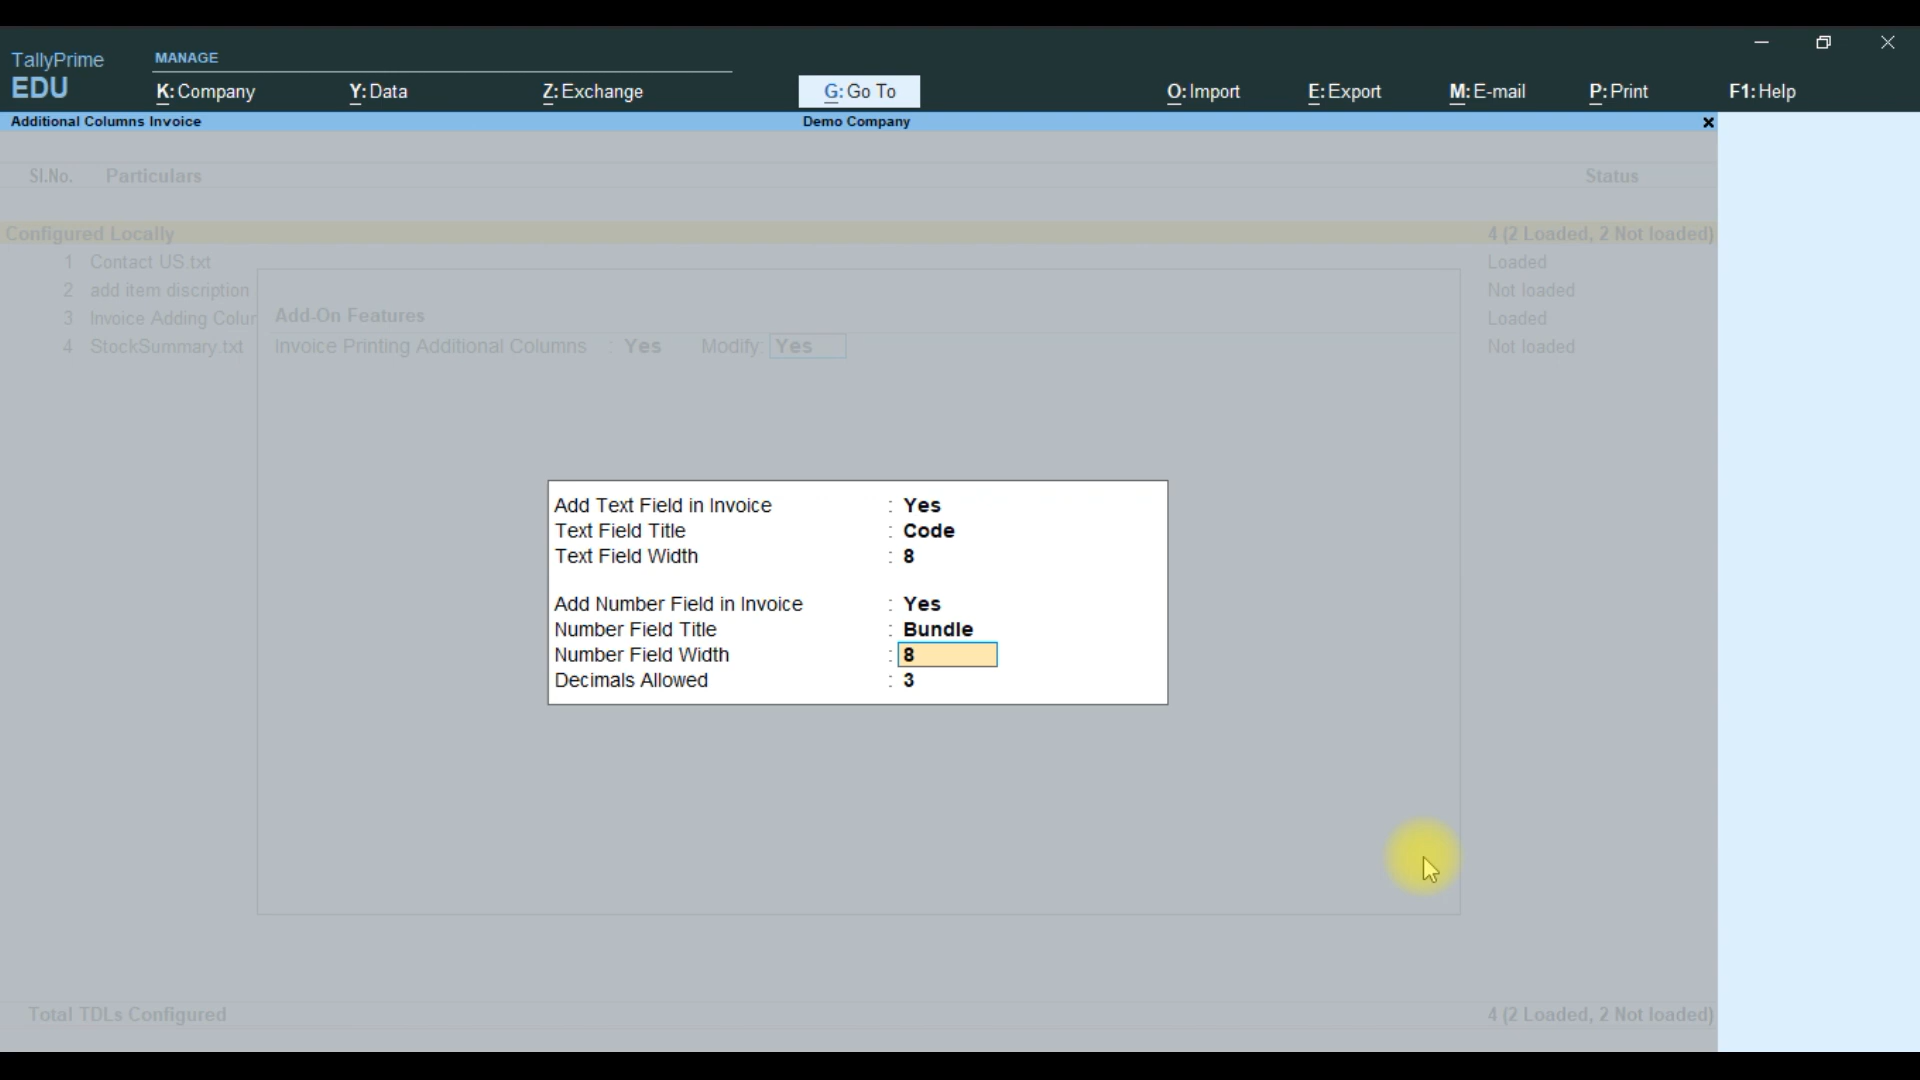 MANAGE
TallyPrime
EDU
K: Company Y: Data Z: Exchange G: Go To O: Import E: Export M: E-mail P: Print F1: Help
Additional Columns Invoice Demo Company
Sl.No. Particulars Status
Configured Locally 4 (2 Loaded, 2 Not loaded)
1 Contact US.txt Loaded
2 add item discription Not loaded
3 Invoice Adding Colu Loaded
4 StockSummary.txt Not loaded
Add-On Features
Invoice Printing Additional Columns : Yes Modify: Yes
Add Text Field in Invoice : Yes
Text Field Title : Code
Text Field Width : 8
Add Number Field in Invoice : Yes
Number Field Title : Bundle
Number Field Width : 8
Decimals Allowed : 3
Total TDLs Configured 4 (2 Loaded, 2 Not loaded)